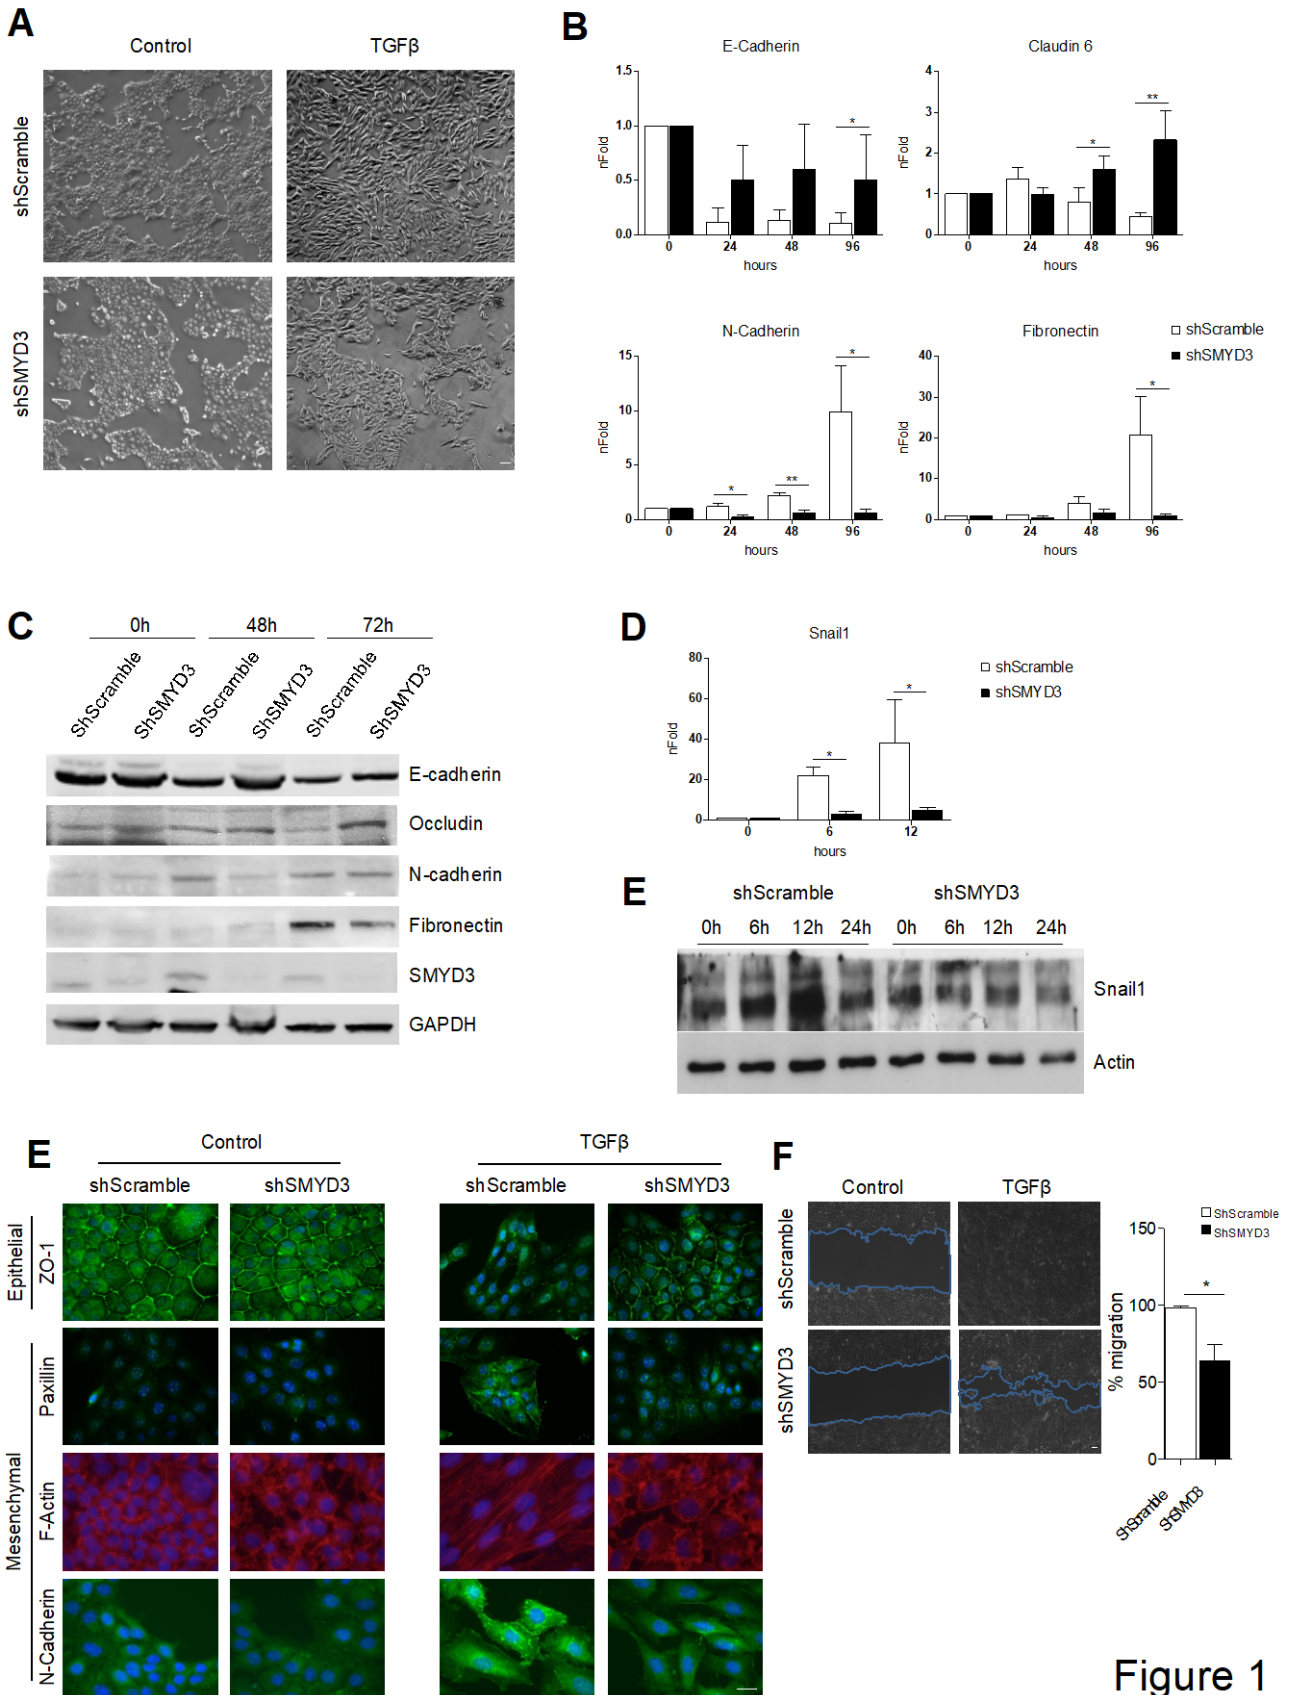 A
Control
TGFβ
shScramble
shSMYD3
B
E-Cadherin
nFold
1.5
1.0
0.5
0.0
*
0
24
48
96
hours
Claudin 6
nFold
4
3
2
1
0
*
**
0
24
48
96
hours
N-Cadherin
nFold
15
10
5
0
*
**
*
0
24
48
96
hours
Fibronectin
nFold
40
30
20
10
0
*
0
24
48
96
hours
shScramble
shSMYD3
C
0h
48h
72h
ShScramble
ShSMYD3
ShScramble
ShSMYD3
ShScramble
ShSMYD3
E-cadherin
Occludin
N-cadherin
Fibronectin
SMYD3
GAPDH
D
Snail1
nFold
80
60
40
20
0
*
*
0
6
12
hours
shScramble
shSMYD3
E
shScramble
shSMYD3
0h 6h 12h 24h 0h 6h 12h 24h
Snail1
Actin
E
Control
TGFβ
shScramble
shSMYD3
shScramble
shSMYD3
Epithelial
ZO-1
Mesenchymal
Paxillin
F-Actin
N-Cadherin
F
Control
TGFβ
shScramble
shSMYD3
ShScramble
ShSMYD3
% migration
150
100
50
0
*
ShScramble
ShSMYD3
Figure 1